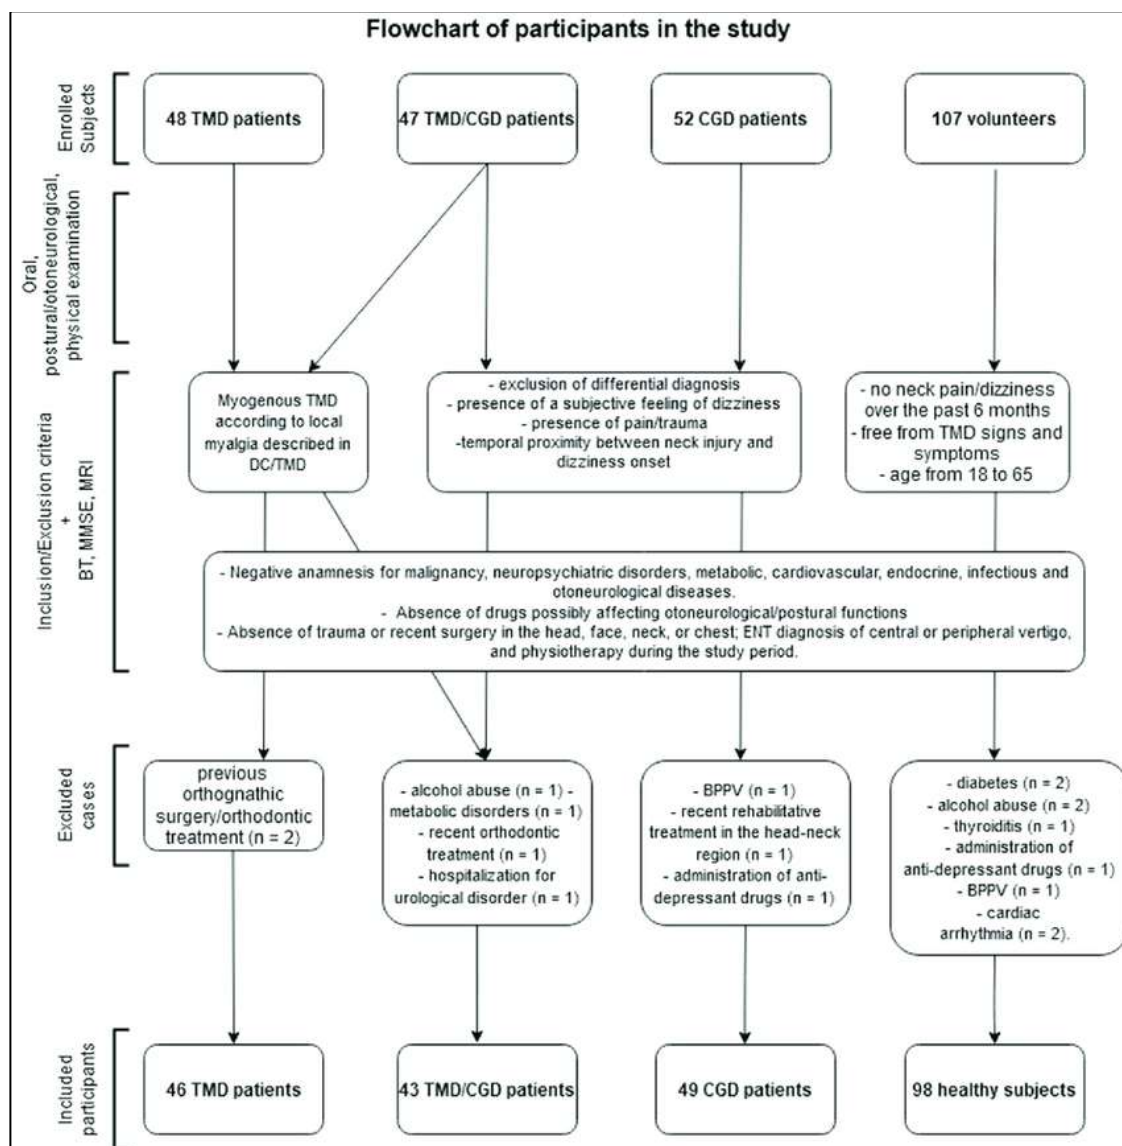 Flowchart of participants in the study
Enrolled
Subjects
48 TMD patients
47 TMD/CGD patients
52 CGD patients
107 volunteers
Oral,
postural/otoneurological,
physical examination
Inclusion/Exclusion criteria
+
BT, MMSE, MRI
Myogenous TMD
according to local
myalgia described in
DC/TMD
- exclusion of differential diagnosis
- presence of a subjective feeling of dizziness
- presence of pain/trauma
-temporal proximity between neck injury and
dizziness onset
- no neck pain/dizziness
over the past 6 months
- free from TMD signs and
symptoms
- age from 18 to 65
- Negative anamnesis for malignancy, neuropsychiatric disorders, metabolic, cardiovascular, endocrine, infectious and
otoneurological diseases.
- Absence of drugs possibly affecting otoneurological/postural functions
- Absence of trauma or recent surgery in the head, face, neck, or chest; ENT diagnosis of central or peripheral vertigo,
and physiotherapy during the study period.
Excluded
cases
previous
orthognathic
surgery/orthodontic
treatment (n = 2)
- alcohol abuse (n = 1) -
metabolic disorders (n = 1)
- recent orthodontic
treatment (n = 1)
- hospitalization for
urological disorder (n = 1)
- BPPV (n = 1)
- recent rehabilitative
treatment in the head-neck
region (n = 1)
- administration of anti-
depressant drugs (n = 1)
- diabetes (n = 2)
- alcohol abuse (n = 2)
- thyroiditis (n = 1)
- administration of
anti-depressant drugs (n = 1)
- BPPV (n = 1)
- cardiac
arrhythmia (n = 2).
Included
participants
46 TMD patients
43 TMD/CGD patients
49 CGD patients
98 healthy subjects